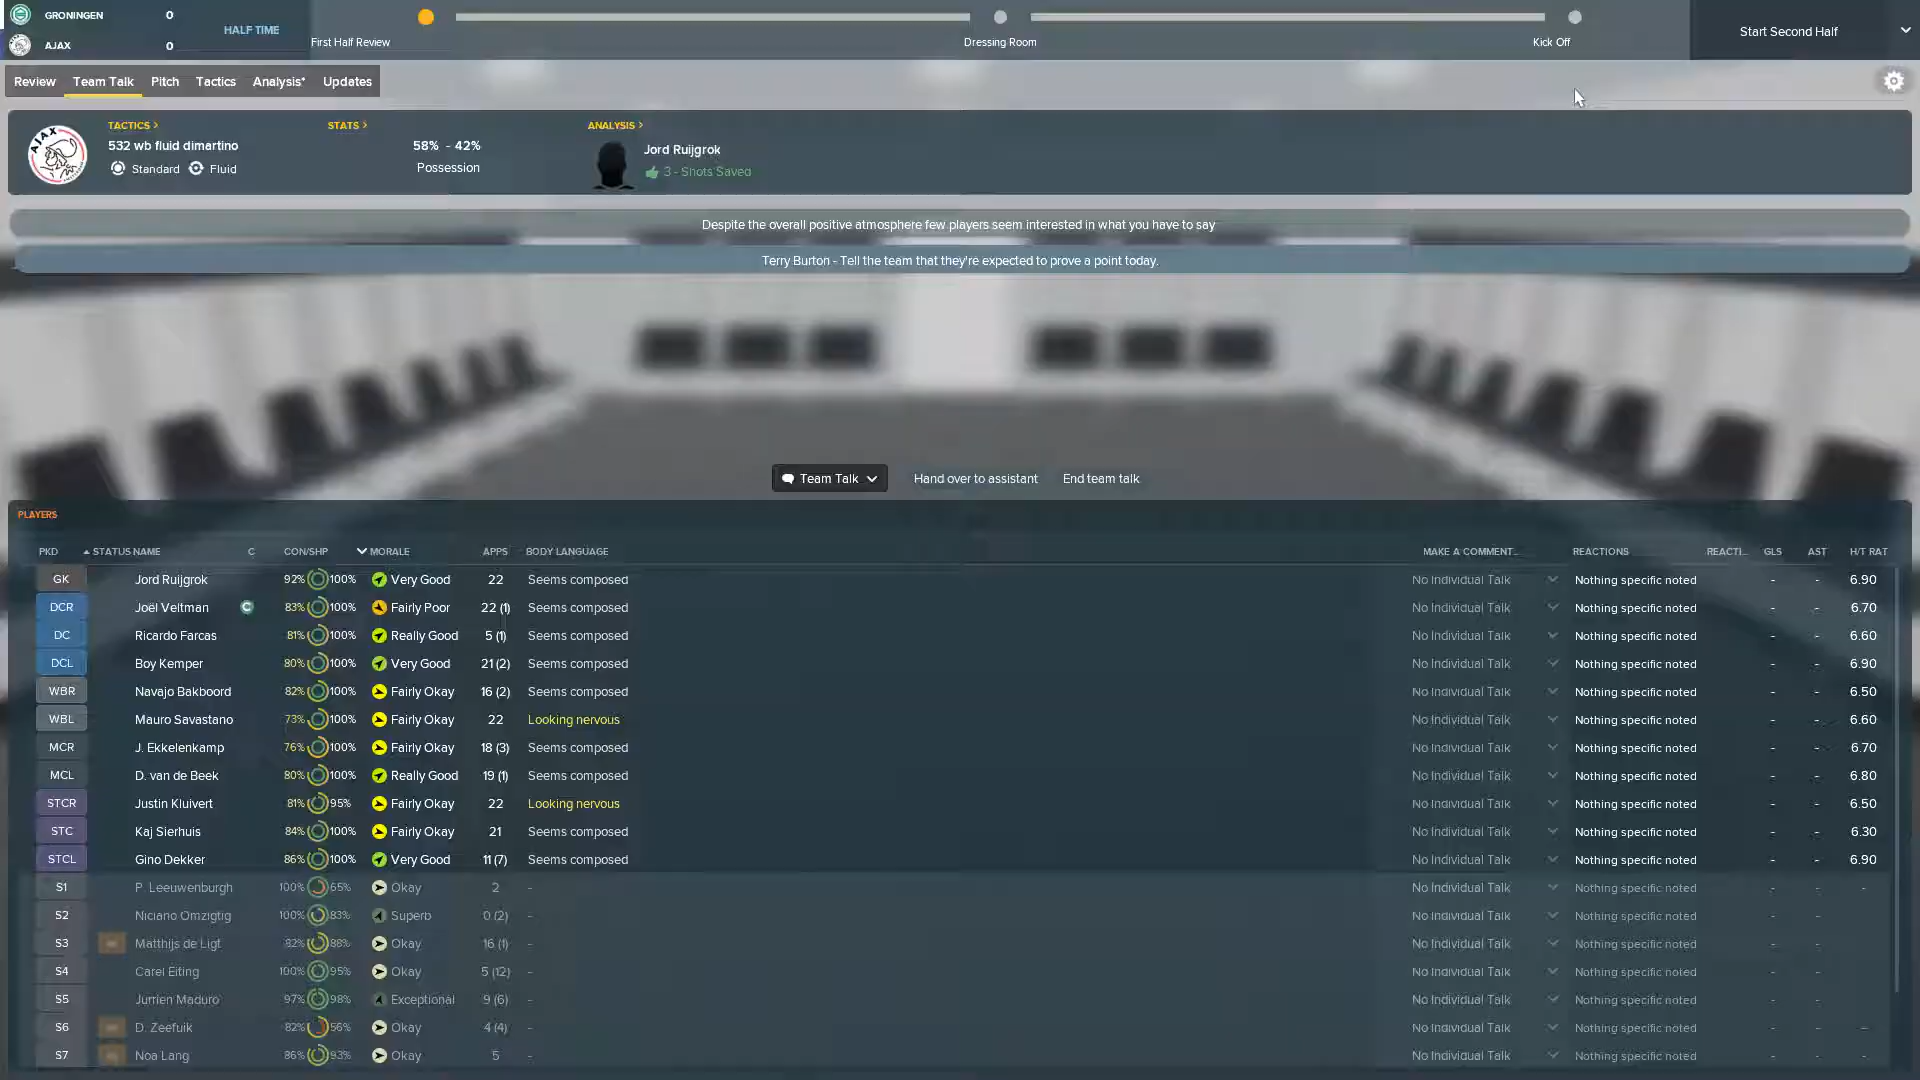 GRONINGEN 0
AJAX 0
HALF TIME
First Half Review
Dressing Room
Kick Off
Start Second Half
Review Team Talk Pitch Tactics Analysis* Updates
AJAX
TACTICS >
532 wb fluid dimartino
Standard Fluid
STATS >
58% - 42%
Possession
ANALYSIS >
Jord Ruijgrok
3 - Shots Saved
Despite the overall positive atmosphere few players seem interested in what you have to say
Terry Burton - Tell the team that they're expected to prove a point today.
Team Talk Hand over to assistant End team talk
PLAYERS
PKD STATUS NAME C CON/SHP MORALE APPS BODY LANGUAGE MAKE A COMMENT... REACTIONS REACTI... GLS AST H/T RAT
GK Jord Ruijgrok 92% 100% Very Good 22 Seems composed No Individual Talk Nothing specific noted - - 6.90
DCR Joël Veltman C 83% 100% Fairly Poor 22 (1) Seems composed No Individual Talk Nothing specific noted - - 6.70
DC Ricardo Farcas 81% 100% Really Good 5 (1) Seems composed No Individual Talk Nothing specific noted - - 6.60
DCL Boy Kemper 80% 100% Very Good 21 (2) Seems composed No Individual Talk Nothing specific noted - - 6.90
WBR Navajo Bakboord 82% 100% Fairly Okay 16 (2) Seems composed No Individual Talk Nothing specific noted - - 6.50
WBL Mauro Savastano 73% 100% Fairly Okay 22 Looking nervous No Individual Talk Nothing specific noted - - 6.60
MCR J. Ekkelenkamp 76% 100% Fairly Okay 18 (3) Seems composed No Individual Talk Nothing specific noted - - 6.70
MCL D. van de Beek 80% 100% Really Good 19 (1) Seems composed No Individual Talk Nothing specific noted - - 6.80
STCR Justin Kluivert 81% 95% Fairly Okay 22 Looking nervous No Individual Talk Nothing specific noted - - 6.50
STC Kaj Sierhuis 84% 100% Fairly Okay 21 Seems composed No Individual Talk Nothing specific noted - - 6.30
STCL Gino Dekker 86% 100% Very Good 11 (7) Seems composed No Individual Talk Nothing specific noted - - 6.90
S1 P. Leeuwenburgh 100% 65% Okay 2 - No Individual Talk Nothing specific noted - - -
S2 Niciano Omzigtig 100% 83% Superb 0 (2) - No Individual Talk Nothing specific noted - -
S3 Matthijs de Ligt 82% 88% Okay 16 (1) - No Individual Talk Nothing specific noted - -
S4 Carel Eiting 100% 95% Okay 5 (12) - No Individual Talk Nothing specific noted - -
S5 Jurrien Maduro 97% 98% Exceptional 9 (6) - No Individual Talk Nothing specific noted - -
S6 D. Zeefuik 82% 56% Okay 4 (4) - No Individual Talk Nothing specific noted - - -
S7 Noa Lang 86% 93% Okay 5 - No Individual Talk Nothing specific noted - - -